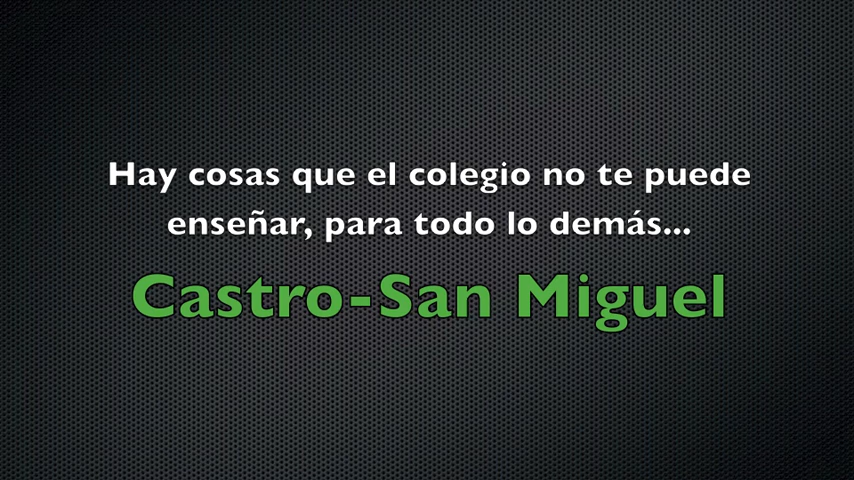 Hay cosas que el colegio no te puede
enseñar, para todo lo demás...
Castro-San Miguel